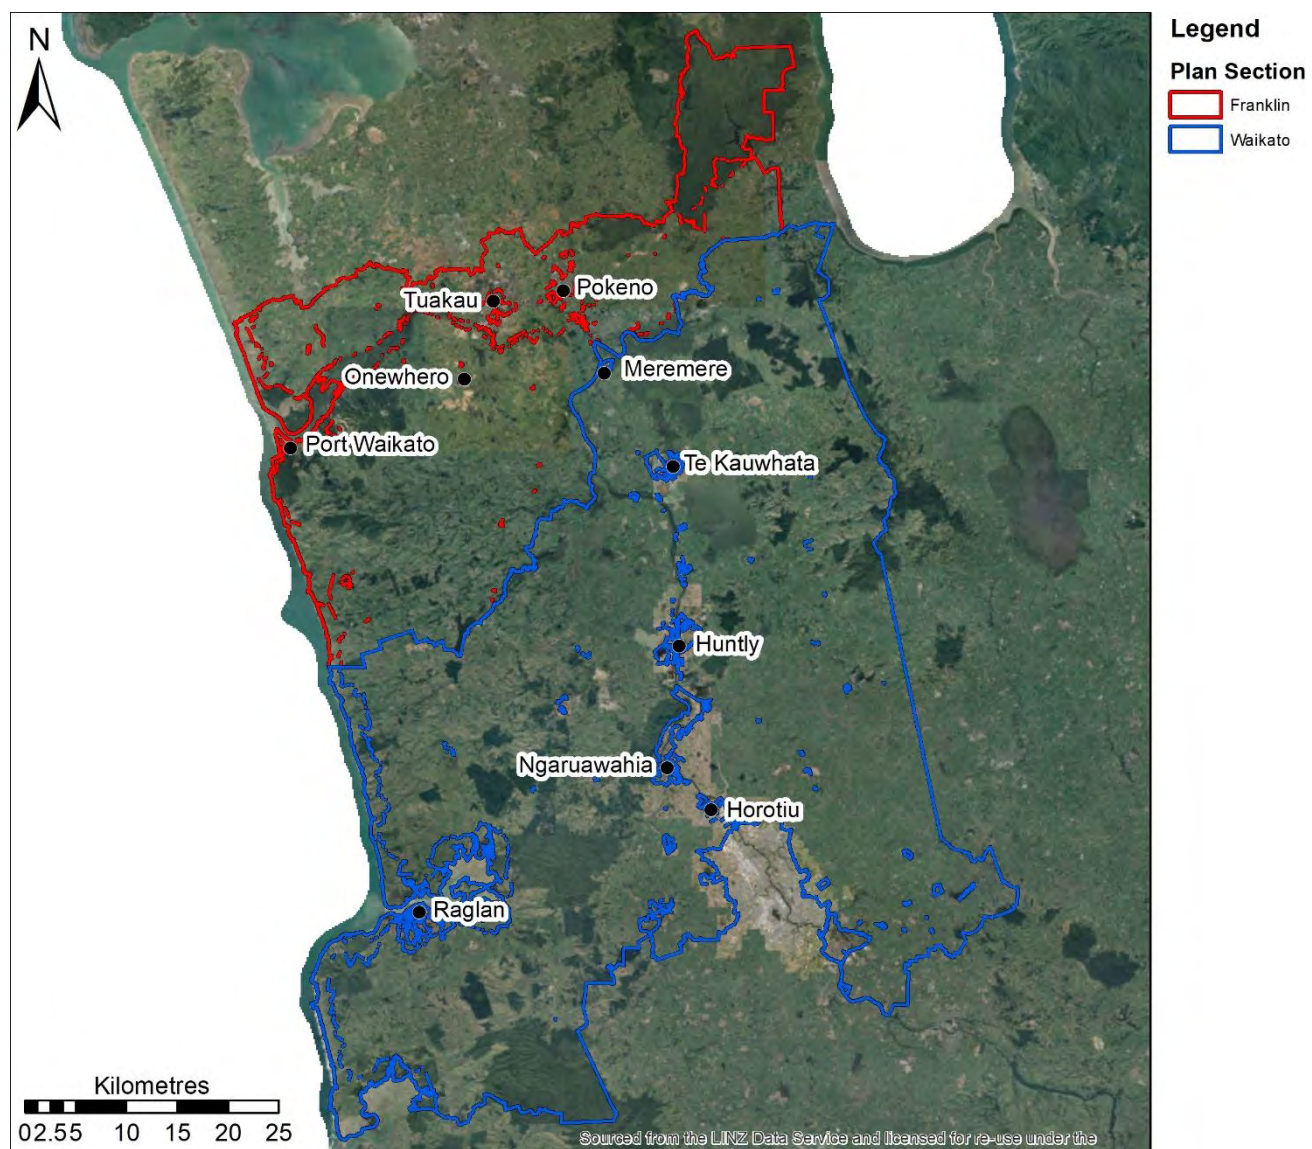 N
Legend
Plan Section
Franklin
Waikato
Tuakau
Pokeno
Onewhero
Meremere
Port Waikato
Te Kauwhata
Huntly
Ngaruawahia
Horotiu
Raglan
Kilometres
0 2.5 5 10 15 20 25
Sourced from the LINZ Data Service and licensed for re-use under the